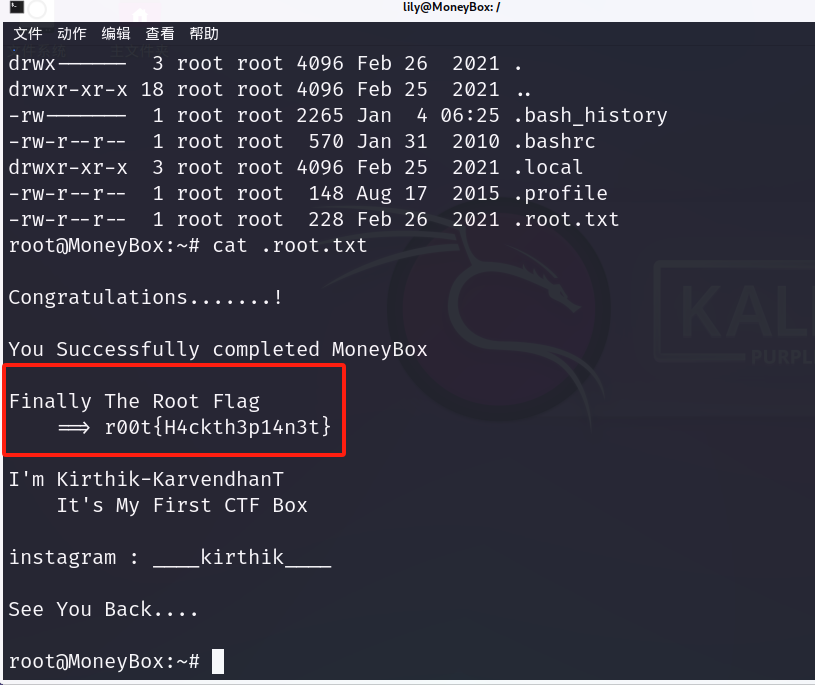 lily@MoneyBox: /
文件 动作 编辑 查看 帮助
drwx------ 3 root root 4096 Feb 26 2021 .
drwxr-xr-x 18 root root 4096 Feb 25 2021 ..
-rw------- 1 root root 2265 Jan 4 06:25 .bash_history
-rw-r--r-- 1 root root 570 Jan 31 2010 .bashrc
drwxr-xr-x 3 root root 4096 Feb 25 2021 .local
-rw-r--r-- 1 root root 148 Aug 17 2015 .profile
-rw-r--r-- 1 root root 228 Feb 26 2021 .root.txt
root@MoneyBox:~# cat .root.txt
Congratulations.......!
You Successfully completed MoneyBox
Finally The Root Flag
==> r00t{H4ckth3p14n3t}
I'm Kirthik-KarvendhanT
It's My First CTF Box
instagram : ____kirthik____
See You Back....
root@MoneyBox:~#
KAL
PURPL